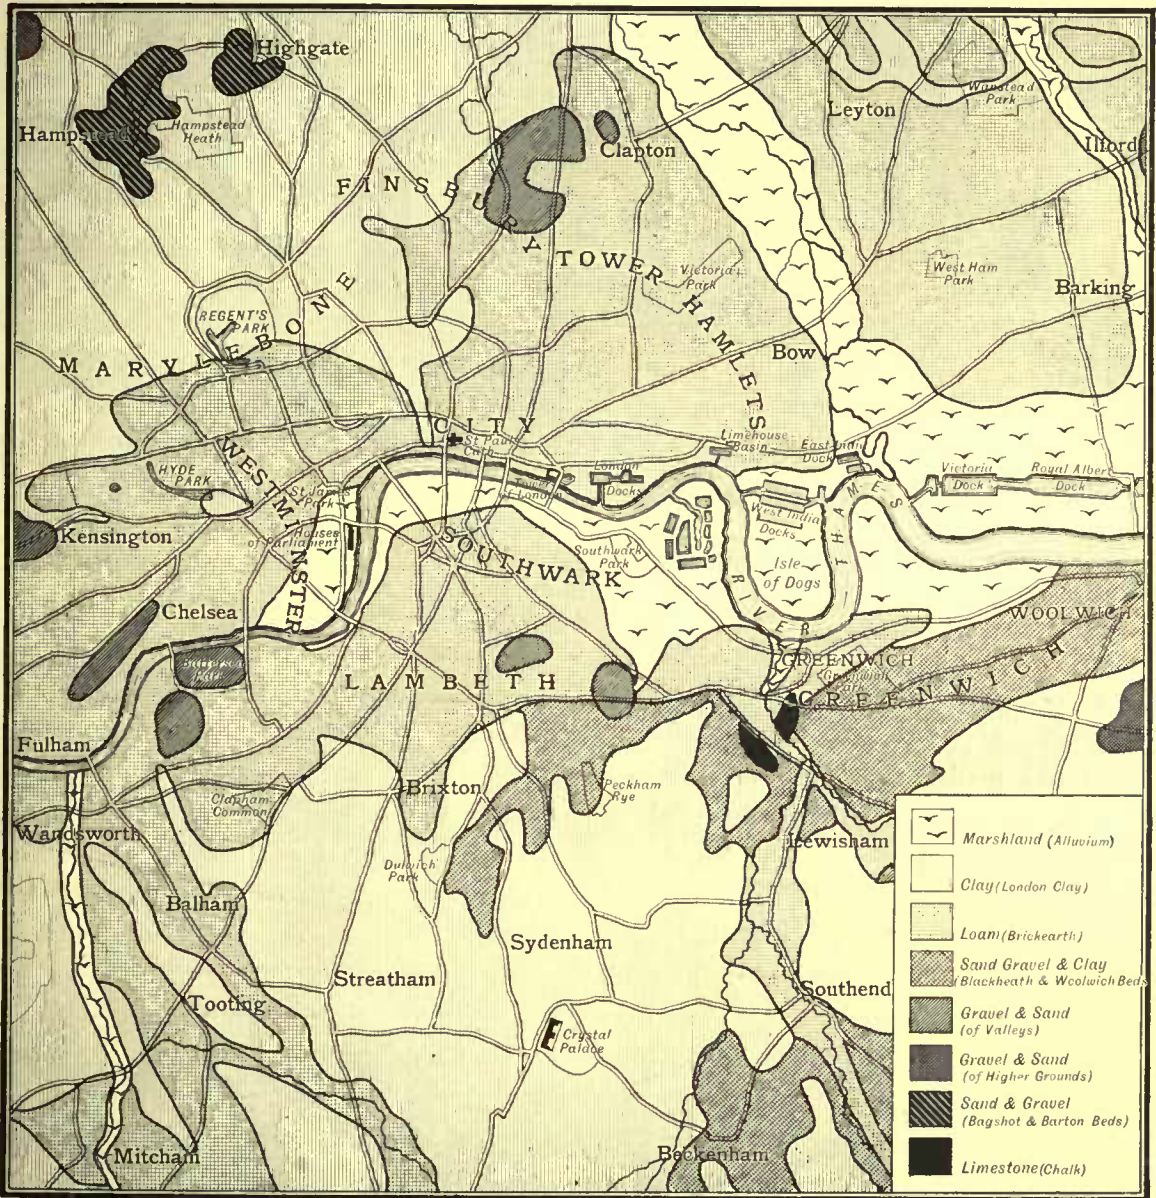 Highgate
Hampstead
Hampstead
Heath
Clapton
Leyton
Wanstead
Park
Ilford
FINSBURY
TOWER HAMLETS
Victoria
Park
West Ham
Park
Barking
REGENT'S
PARK
MARYLEBONE
Bow
CITY
St Paul
Cath
WESTMINSTER
HYDE
PARK
St James
Park
Houses
of Parliament
Tower
of London
London
Docks
Limehouse
Basin
East India
Dock
Victoria
Dock
Royal Albert
Dock
West India
Docks
Isle
of Dogs
RIVER THAMES
Kensington
SOUTHWARK
Southwark
Park
Chelsea
Battersea
Park
LAMBETH
WOOLWICH
GREENWICH
Greenwich
Park
GREENWICH
Fulham
Wandsworth
Clapham
Common
Brixton
Peckham
Rye
Dulwich
Park
Lewisham
Balham
Sydenham
Streatham
Tooting
Southend
Crystal
Palace
Mitcham
Beckenham
Marshland (Alluvium)
Clay (London Clay)
Loam (Brickearth)
Sand Gravel & Clay
(Blackheath & Woolwich Beds
Gravel & Sand
(of Valleys)
Gravel & Sand
(of Higher Grounds)
Sand & Gravel
(Bagshot & Barton Beds)
Limestone (Chalk)